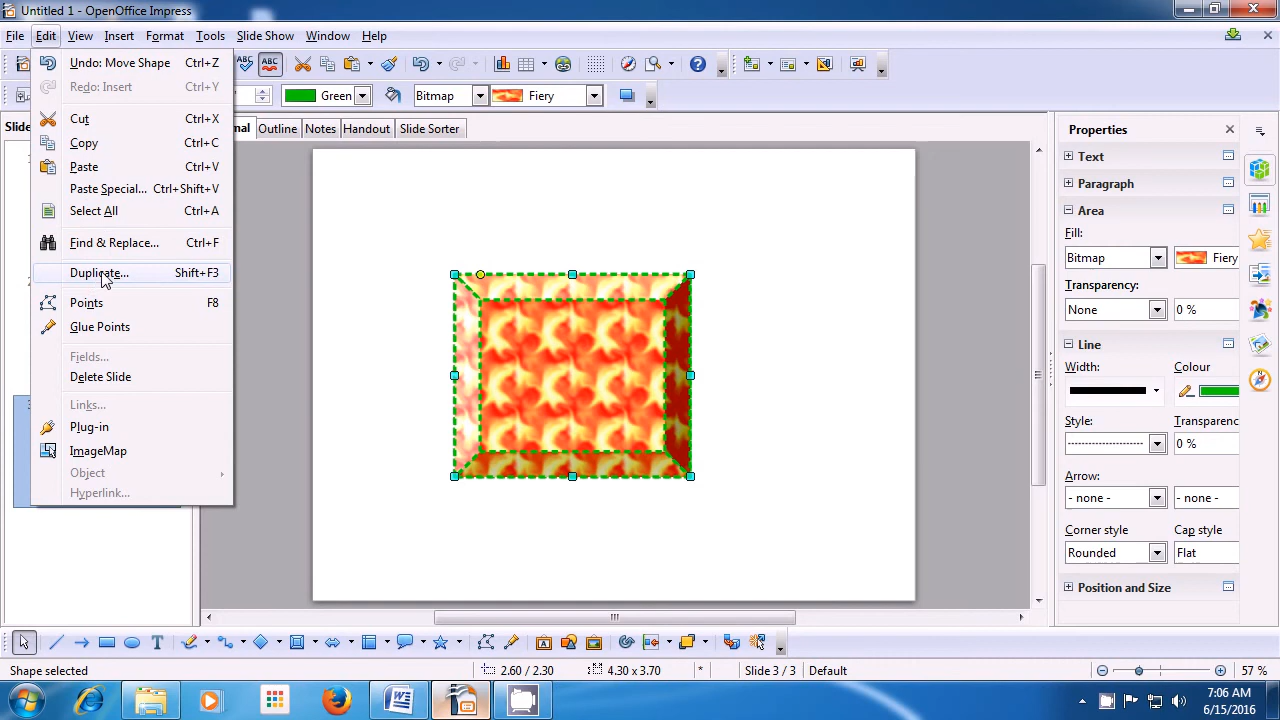 Untitled 1 - OpenOffice Impress
File Edit View Insert Format Tools Slide Show Window Help
Green Bitmap Fiery
Undo: Move Shape Ctrl+Z
Redo: Insert Ctrl+Y
Cut Ctrl+X
Copy Ctrl+C
Paste Ctrl+V
Paste Special... Ctrl+Shift+V
Select All Ctrl+A
Find & Replace... Ctrl+F
Duplicate... Shift+F3
Points F8
Glue Points
Fields...
Delete Slide
Links...
Plug-in
ImageMap
Object
Hyperlink...
Outline Notes Handout Slide Sorter
Properties
Text
Paragraph
Area
Fill:
Bitmap Fiery
Transparency:
None 0 %
Line
Width: Colour
Style: Transparency
0 %
Arrow:
- none - - none -
Corner style Cap style
Rounded Flat
Position and Size
Shape selected 2.60 / 2.30 4.30 x 3.70 * Slide 3 / 3 Default 57 %
7:06 AM
6/15/2016